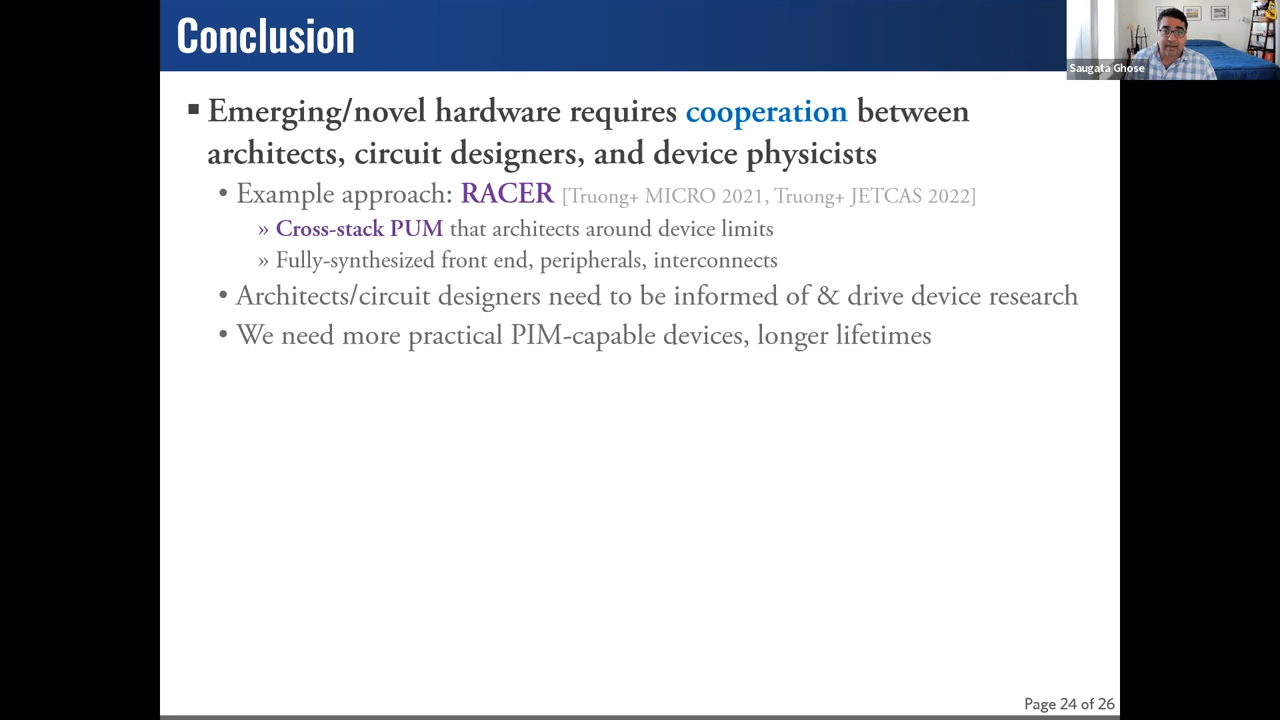 Conclusion
Saugata Ghose
▪ Emerging/novel hardware requires cooperation between
architects, circuit designers, and device physicists
• Example approach: RACER [Truong+ MICRO 2021, Truong+ JETCAS 2022]
» Cross-stack PUM that architects around device limits
» Fully-synthesized front end, peripherals, interconnects
• Architects/circuit designers need to be informed of & drive device research
• We need more practical PIM-capable devices, longer lifetimes
Page 24 of 26